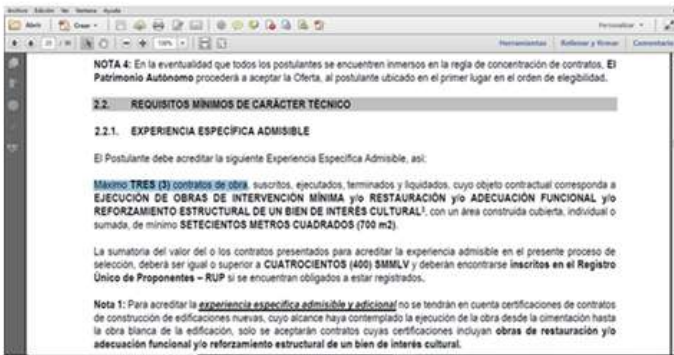 Archivo Edición Ver Ventana Ayuda
Abrir Crear Personalizar
Herramientas Rellenar y firmar Comentario
NOTA 4: En la eventualidad que todos los postulantes se encuentren inmersos en la regla de concentración de contratos, El
Patrimonio Autónomo procederá a aceptar la Oferta, al postulante ubicado en el primer lugar en el orden de elegibilidad.
2.2. REQUISITOS MÍNIMOS DE CARÁCTER TÉCNICO
2.2.1. EXPERIENCIA ESPECÍFICA ADMISIBLE
El Postulante debe acreditar la siguiente Experiencia Específica Admisible, así:
Máximo TRES (3) contratos de obra, suscritos, ejecutados, terminados y liquidados, cuyo objeto contractual corresponda a
EJECUCIÓN DE OBRAS DE INTERVENCIÓN MÍNIMA y/o RESTAURACIÓN y/o ADECUACIÓN FUNCIONAL y/o
REFORZAMIENTO ESTRUCTURAL DE UN BIEN DE INTERÉS CULTURAL³, con un área construida cubierta, individual o
sumada, de mínimo SETECIENTOS METROS CUADRADOS (700 m2).
La sumatoria del valor del o los contratos presentados para acreditar la experiencia admisible en el presente proceso de
selección, deberá ser igual o superior a CUATROCIENTOS (400) SMMLV y deberán encontrarse inscritos en el Registro
Único de Proponentes – RUP si se encuentran obligados a estar registrados.
Nota 1: Para acreditar la experiencia especifica admisible y adicional no se tendrán en cuenta certificaciones de contratos
de construcción de edificaciones nuevas, cuyo alcance haya contemplado la ejecución de la obra desde la cimentación hasta
la obra blanca de la edificación, solo se aceptarán contratos cuyas certificaciones incluyan obras de restauración y/o
adecuación funcional y/o reforzamiento estructural de un bien de interés cultural.